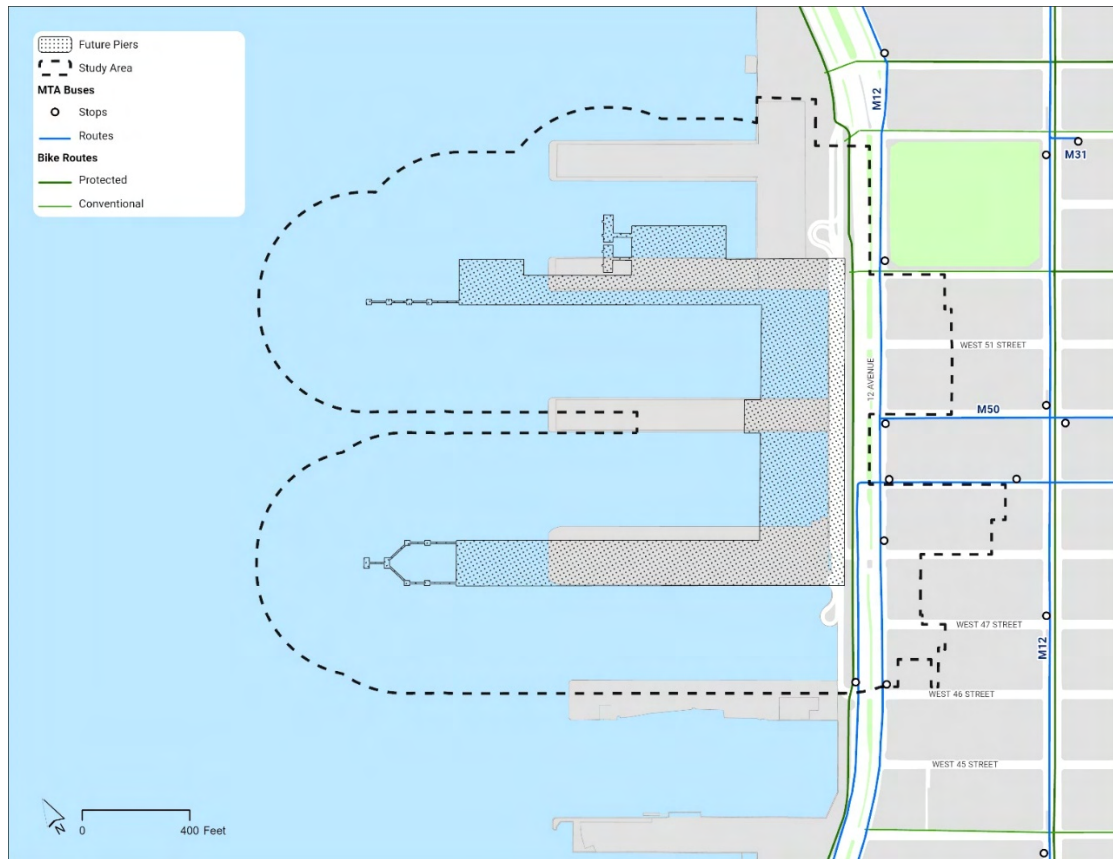 Future Piers
Study Area
MTA Buses
Stops
Routes
Bike Routes
Protected
Conventional
M12
M31
WEST 51 STREET
12 AVENUE
M50
WEST 47 STREET
M12
WEST 46 STREET
WEST 45 STREET
N
0 400 Feet